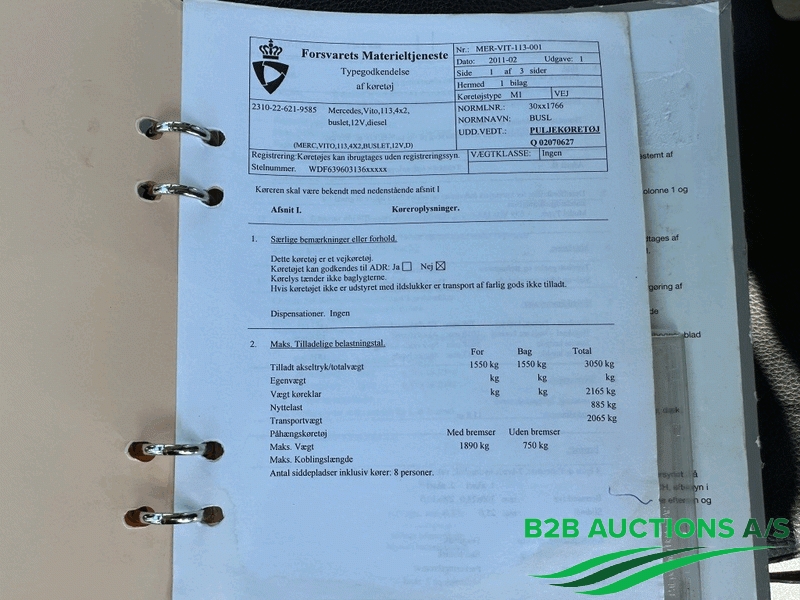 Forsvarets Materieltjeneste
Typegodkendelse
af køretøj
Nr.: MER-VIT-113-001
Dato: 2011-02 Udgave: 1
Side 1 af 3 sider
Hermed 1 bilag
Køretøjstype M1 VEJ
2310-22-621-9585 Mercedes,Vito,113,4x2,
buslet,12V,diesel
(MERC,VITO,113,4X2,BUSLET,12V,D)
NORMLNR.: 30xx1766
NORMNAVN: BUSL
UDD.VEDT.: PULJEKØRETØJ
Q 02070627
Registrering:Køretøjes kan ibrugtages uden registreringssyn.
Stelnummer. WDF639603136xxxxx
VÆGTKLASSE: Ingen
Køreren skal være bekendt med nedenstående afsnit I
Afsnit I. Køreroplysninger.
1. Særlige bemærkninger eller forhold.
Dette køretøj er et vejkøretøj.
Køretøjet kan godkendes til ADR: Ja ☐ Nej ☒
Kørelys tænder ikke baglygterne.
Hvis køretøjet ikke er udstyret med ildslukker er transport af farlig gods ikke tilladt.
Dispensationer. Ingen
2. Maks. Tilladelige belastningstal.
For Bag Total
Tilladt akseltryk/totalvægt 1550 kg 1550 kg 3050 kg
Egenvægt kg kg kg
Vægt køreklar kg kg 2165 kg
Nyttelast 885 kg
Transportvægt 2065 kg
Påhængskøretøj Med bremser Uden bremser
Maks. Vægt 1890 kg 750 kg
Maks. Koblingslængde
Antal siddepladser inklusiv kører: 8 personer.
stemt af
olonne 1 og
tages af
gøring af
de
blad
i
og
B2B AUCTIONS A/S